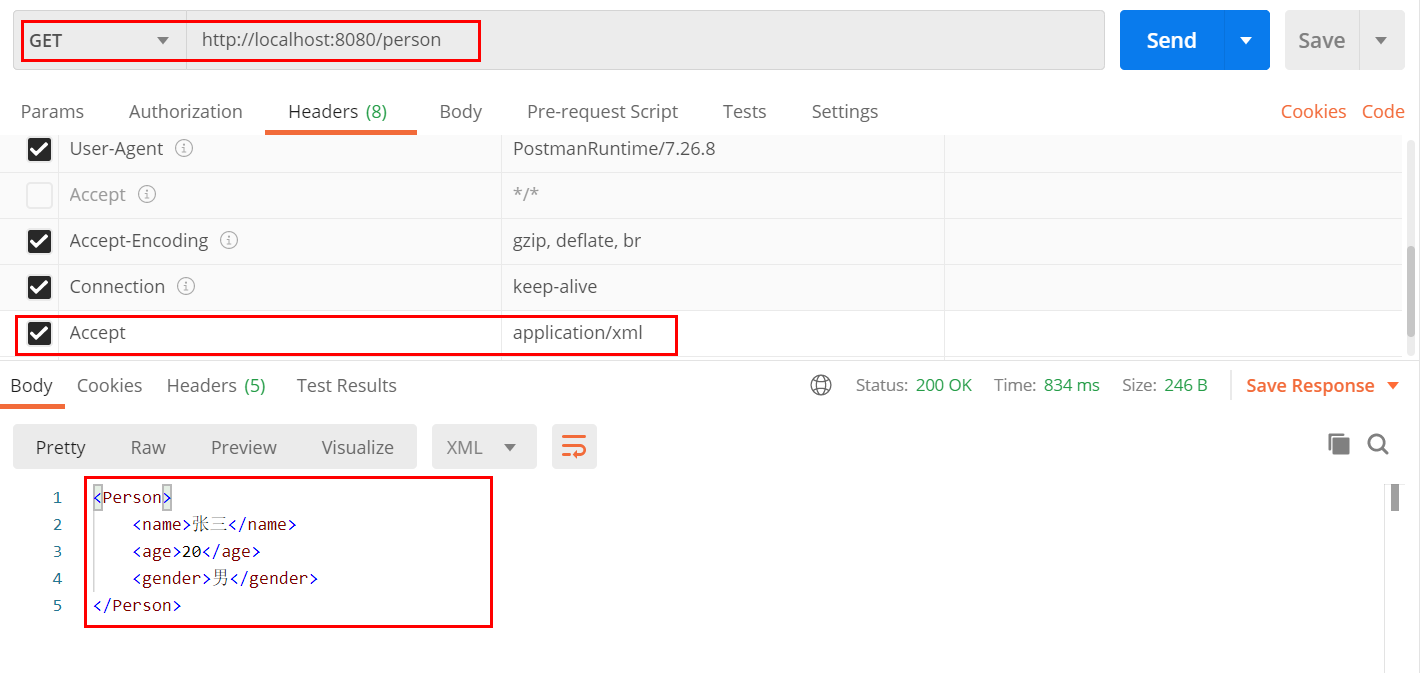 GET http://localhost:8080/person Send Save
Params Authorization Headers (8) Body Pre-request Script Tests Settings Cookies Code
User-Agent PostmanRuntime/7.26.8
Accept */*
Accept-Encoding gzip, deflate, br
Connection keep-alive
Accept application/xml
Body Cookies Headers (5) Test Results Status: 200 OK Time: 834 ms Size: 246 B Save Response
Pretty Raw Preview Visualize XML
1 <Person>
2 <name>张三</name>
3 <age>20</age>
4 <gender>男</gender>
5 </Person>